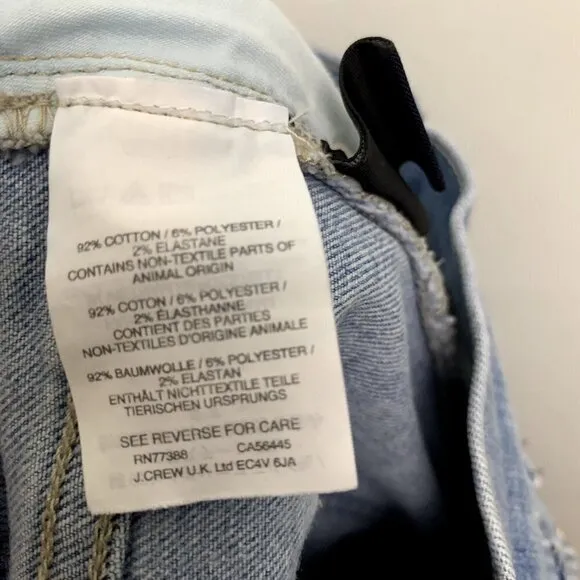 92% COTTON / 6% POLYESTER /
2% ELASTANE
CONTAINS NON-TEXTILE PARTS OF
ANIMAL ORIGIN
92% COTON / 6% POLYESTER /
2% ÉLASTHANNE
CONTIENT DES PARTIES
NON-TEXTILES D'ORIGINE ANIMALE
92% BAUMWOLLE / 6% POLYESTER /
2% ELASTAN
ENTHÄLT NICHTTEXTILE TEILE
TIERISCHEN URSPRUNGS
SEE REVERSE FOR CARE
RN77388 CA56445
J.CREW U.K. Ltd EC4V 6JA